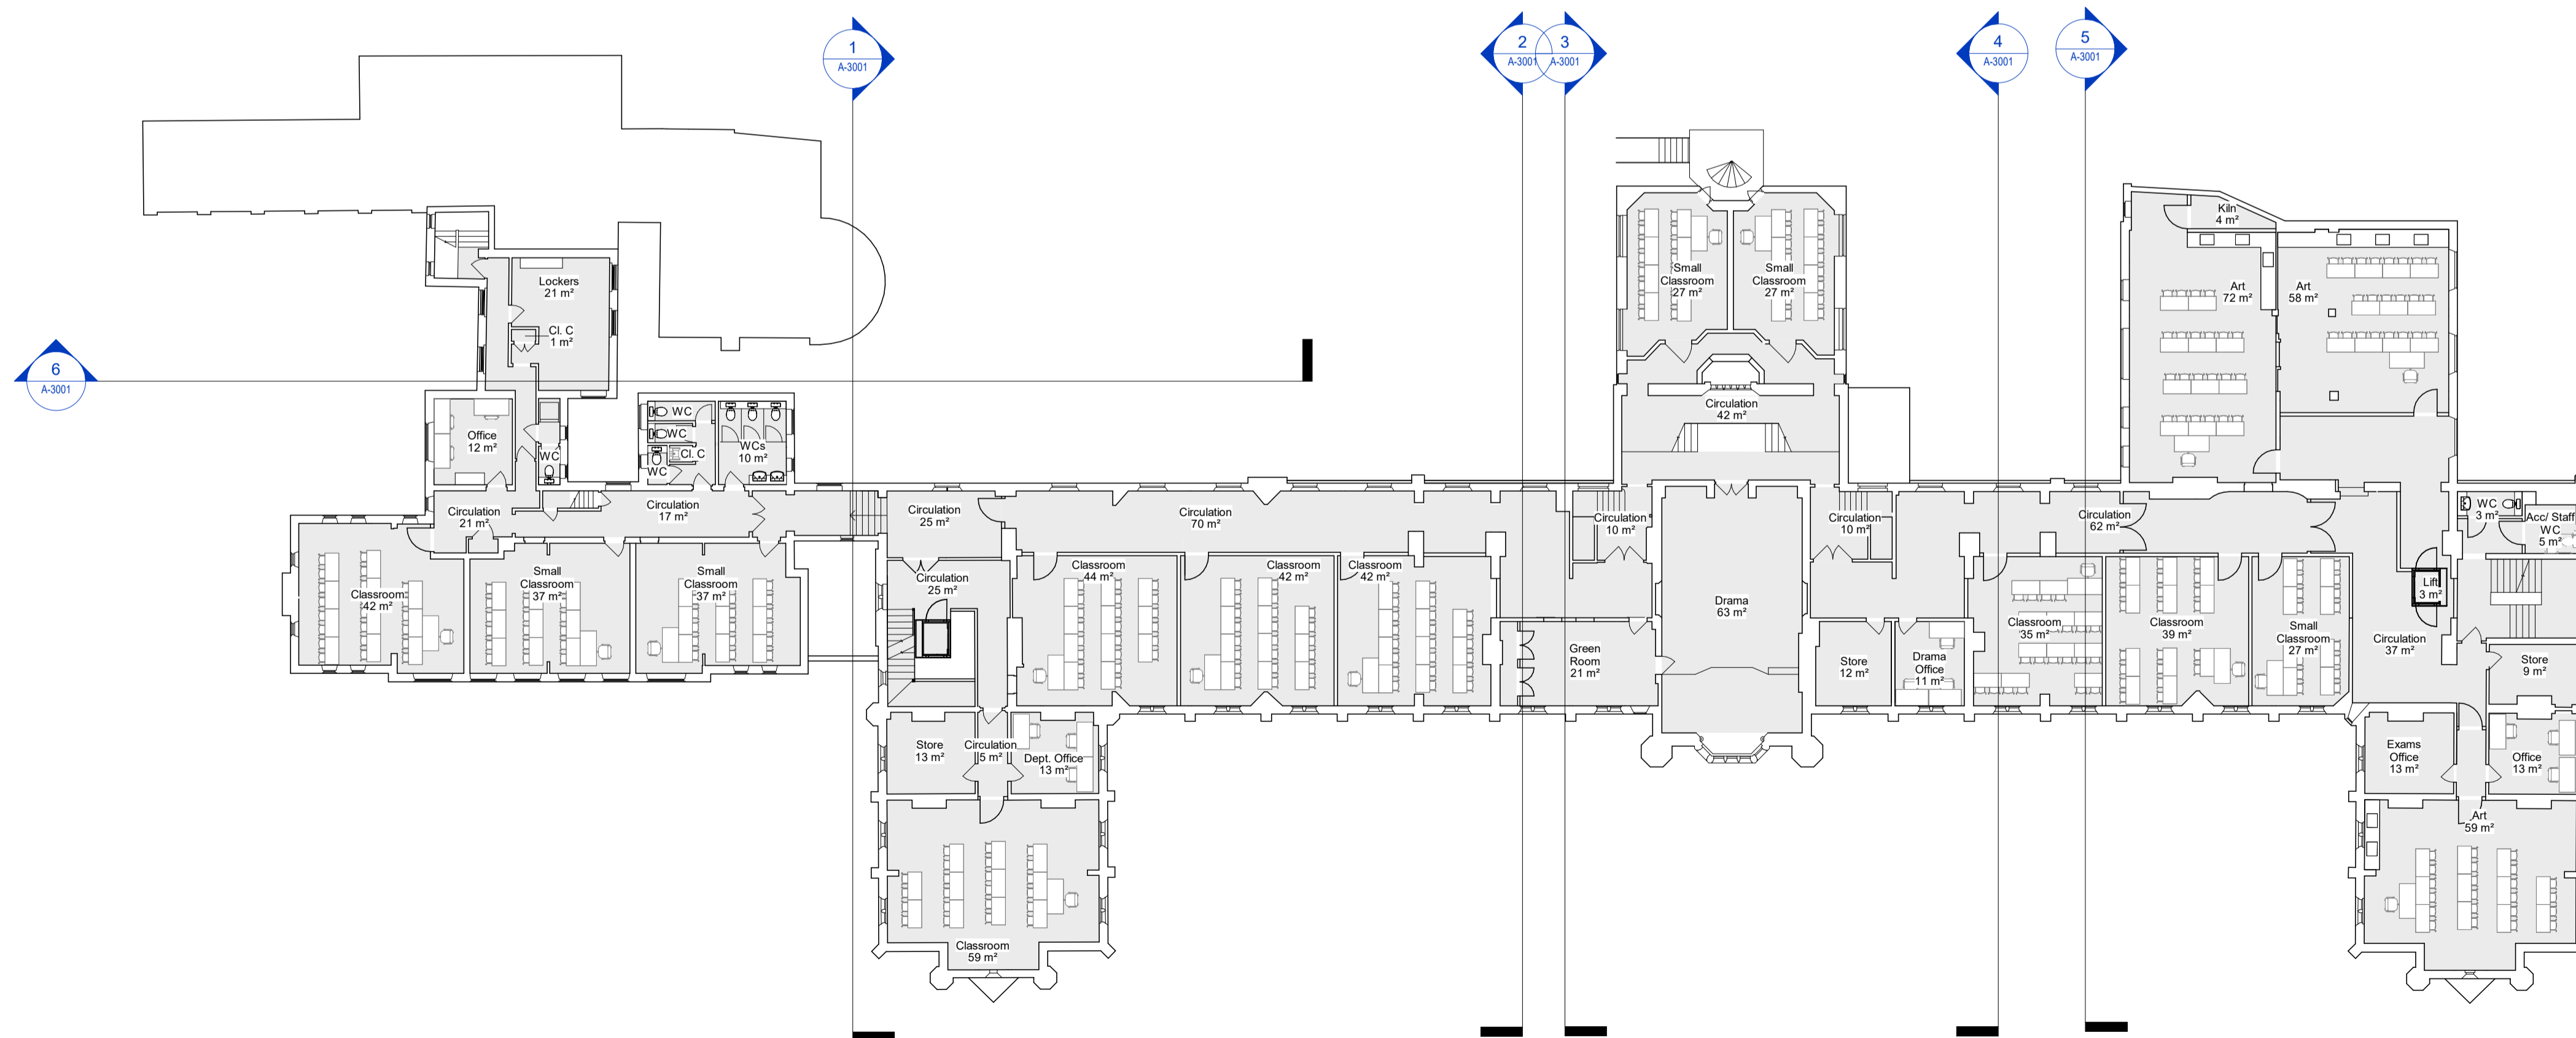 1
A-3001
2
A-3001
3
A-3001
4
A-3001
5
A-3001
6
A-3001
Kiln
4 m²
Lockers
21 m²
Small
Classroom
27 m²
Small
Classroom
27 m²
Art
72 m²
Art
58 m²
Cl. C
1 m²
Circulation
42 m²
Office
12 m²
WC
WC
WC
Cl. C
WC
WCs
10 m²
Circulation
21 m²
Circulation
17 m²
Circulation
25 m²
Circulation
70 m²
Circulation
10 m²
Circulation
10 m²
Circulation
62 m²
WC
3 m²
Acc/ Staff
WC
5 m²
Classroom
42 m²
Small
Classroom
37 m²
Small
Classroom
37 m²
Circulation
25 m²
Classroom
44 m²
Classroom
42 m²
Classroom
42 m²
Drama
63 m²
Classroom
35 m²
Classroom
39 m²
Small
Classroom
27 m²
Lift
3 m²
Circulation
37 m²
Green
Room
21 m²
Store
12 m²
Drama
Office
11 m²
Store
9 m²
Store
13 m²
Circulation
5 m²
Dept. Office
13 m²
Exams
Office
13 m²
Office
13 m²
Art
59 m²
Classroom
59 m²